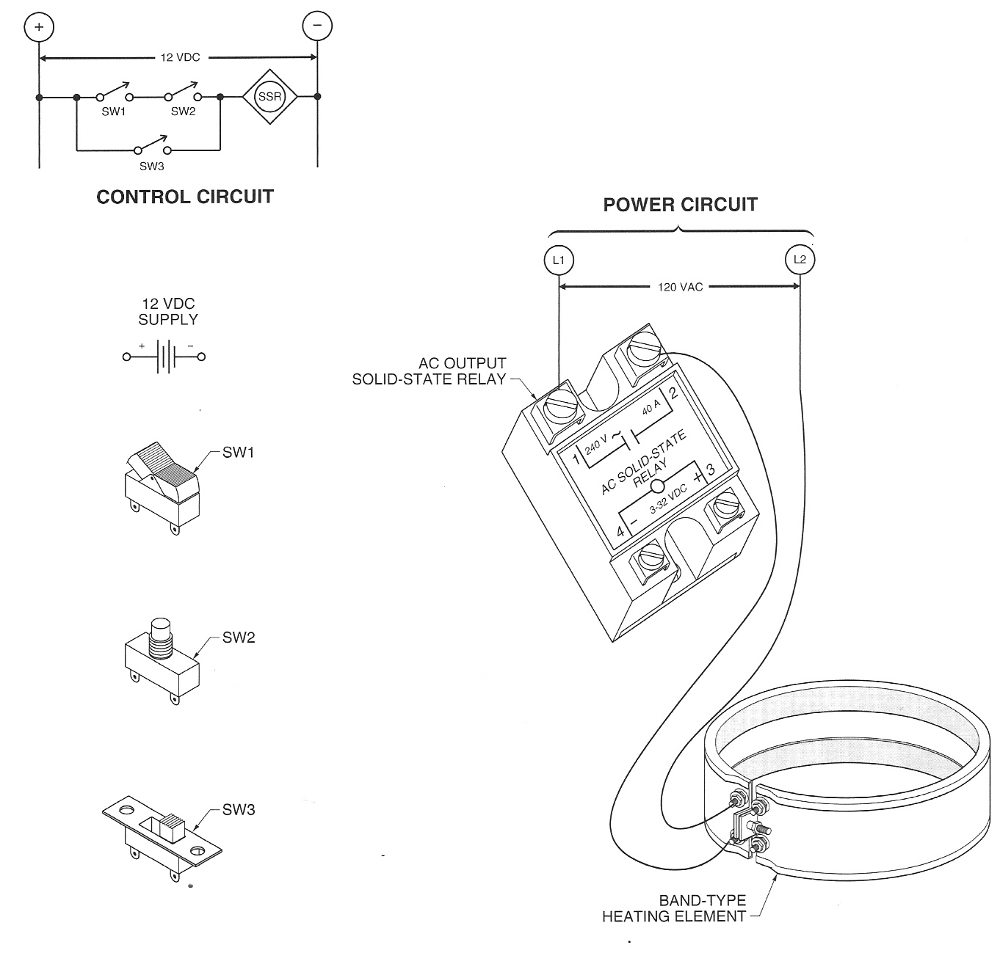 +
−
12 VDC
SSR
SW1
SW2
SW3
CONTROL CIRCUIT
POWER CIRCUIT
L1
L2
120 VAC
12 VDC
SUPPLY
+
−
AC OUTPUT
SOLID-STATE RELAY
1
240 V ~
40 A
2
AC SOLID-STATE
RELAY
+
3
3-32 VDC
4
−
SW1
SW2
SW3
BAND-TYPE
HEATING ELEMENT